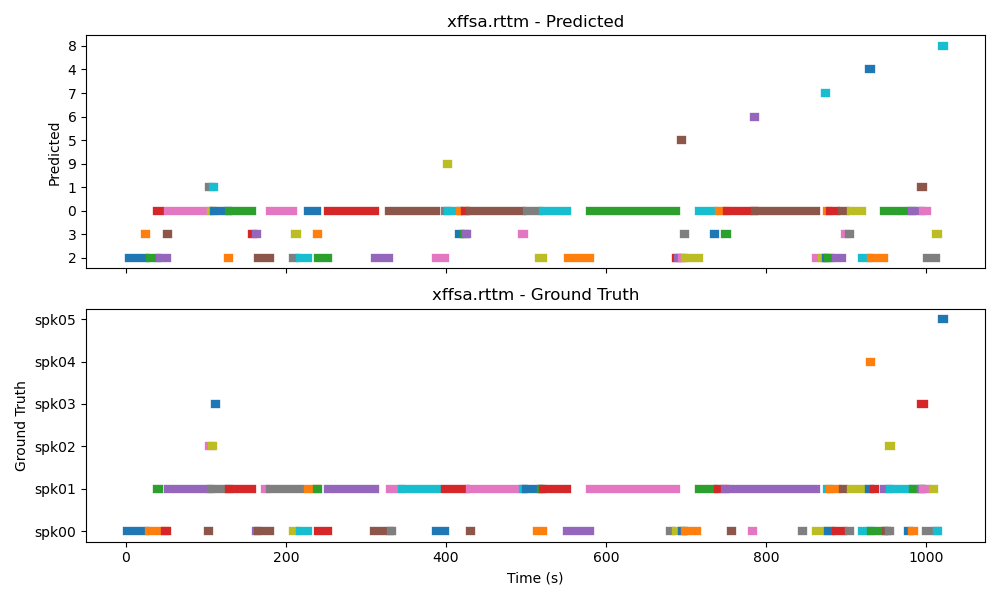 xffsa.rttm - Predicted
8
4
7
6
5
9
1
0
3
2
Predicted
xffsa.rttm - Ground Truth
spk05
spk04
spk03
spk02
spk01
spk00
Ground Truth
0 200 400 600 800 1000
Time (s)